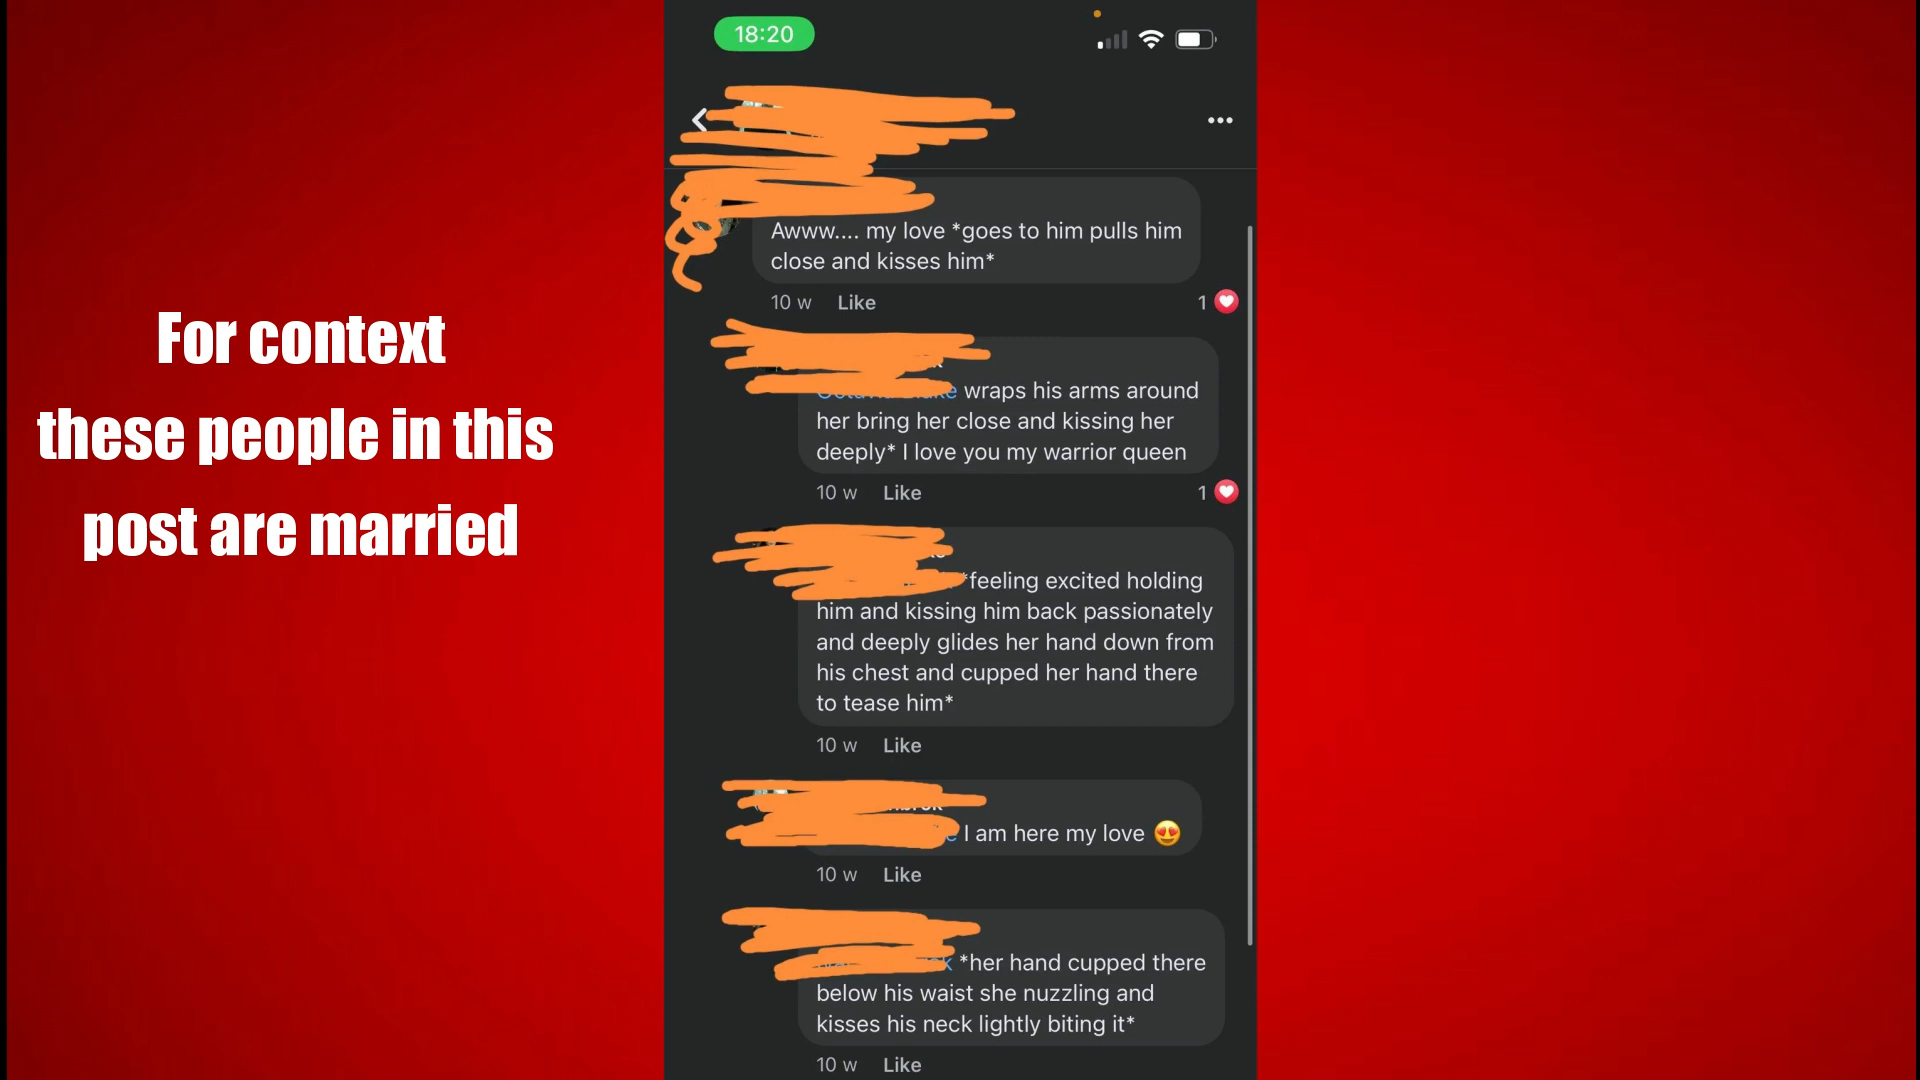 For context
these people in this
post are married
18:20
Awww.... my love *goes to him pulls him
close and kisses him*
10 w Like 1
wraps his arms around
her bring her close and kissing her
deeply* I love you my warrior queen
10 w Like 1
*feeling excited holding
him and kissing him back passionately
and deeply glides her hand down from
his chest and cupped her hand there
to tease him*
10 w Like
I am here my love 😍
10 w Like
*her hand cupped there
below his waist she nuzzling and
kisses his neck lightly biting it*
10 w Like